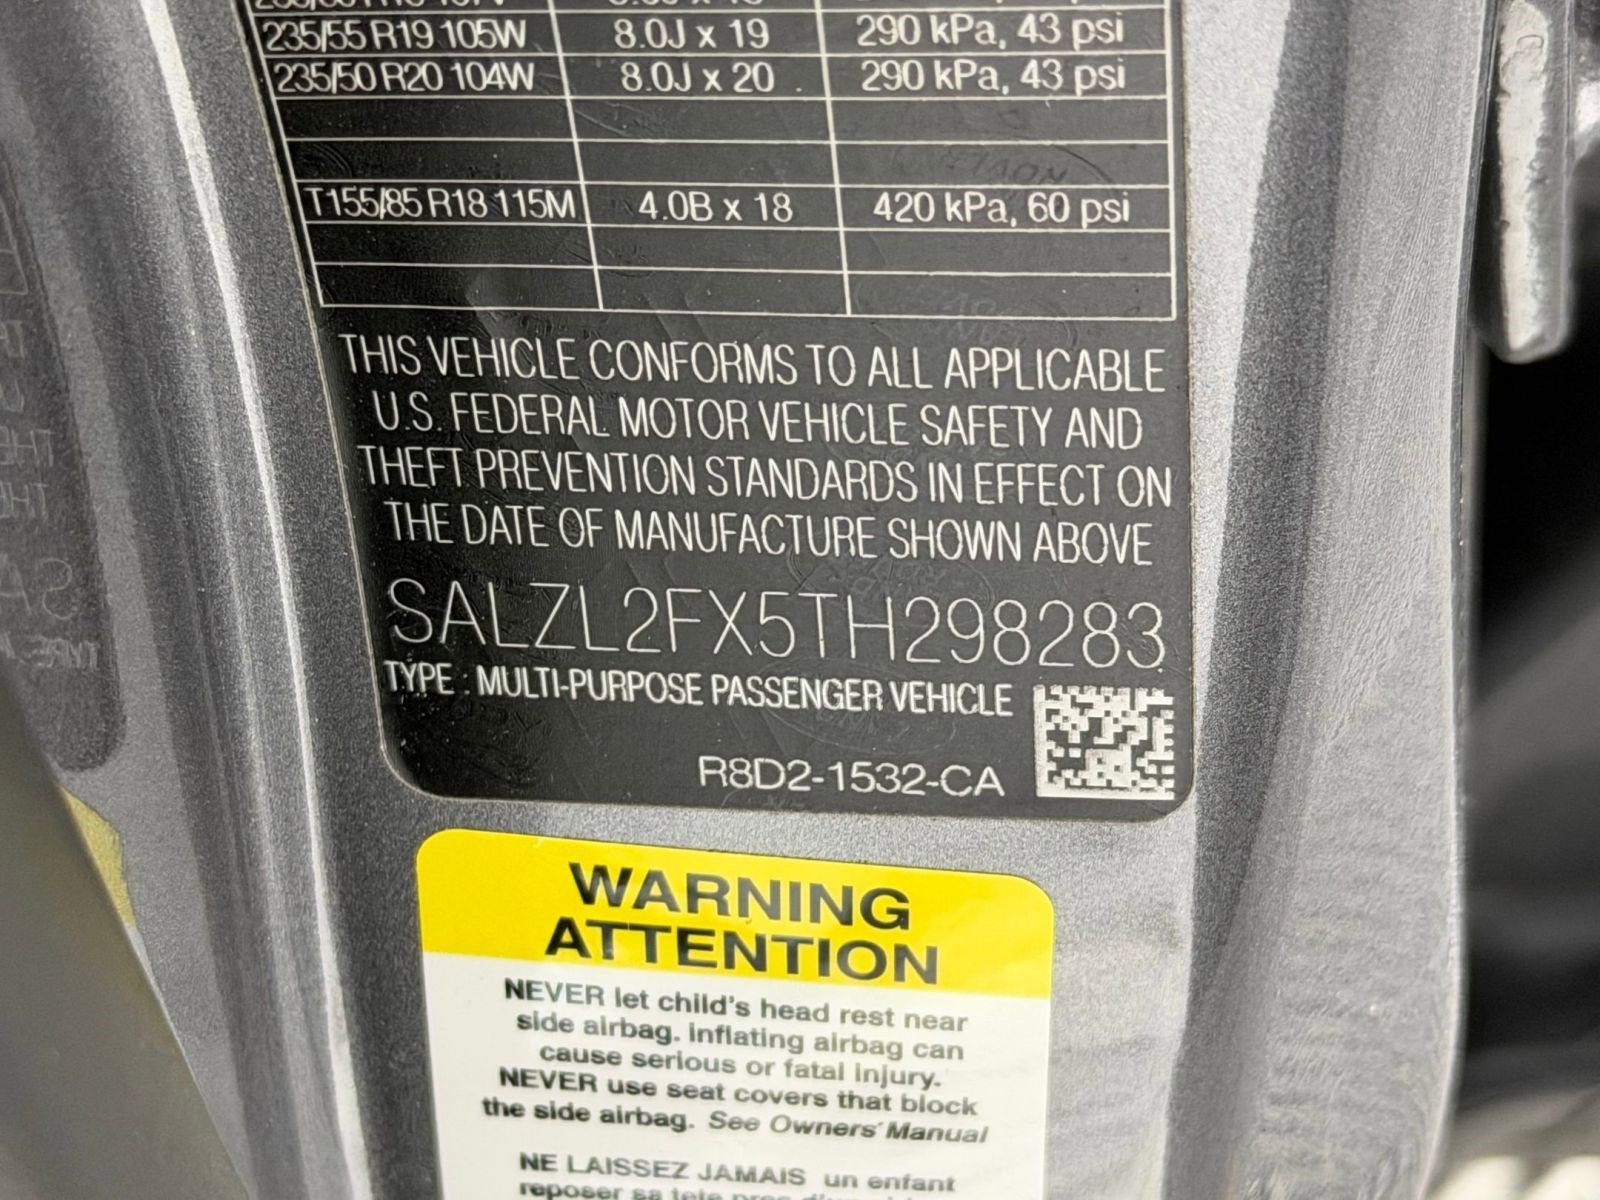 235/55 R19 105W 8.0J x 19 290 kPa, 43 psi
235/50 R20 104W 8.0J x 20 290 kPa, 43 psi
T155/85 R18 115M 4.0B x 18 420 kPa, 60 psi
THIS VEHICLE CONFORMS TO ALL APPLICABLE
U.S. FEDERAL MOTOR VEHICLE SAFETY AND
THEFT PREVENTION STANDARDS IN EFFECT ON
THE DATE OF MANUFACTURE SHOWN ABOVE
SALZL2FX5TH298283
TYPE : MULTI-PURPOSE PASSENGER VEHICLE
R8D2-1532-CA
WARNING
ATTENTION
NEVER let child's head rest near
side airbag. Inflating airbag can
cause serious or fatal injury.
NEVER use seat covers that block
the side airbag. See Owners' Manual
NE LAISSEZ JAMAIS un enfant
reposer sa tete pres